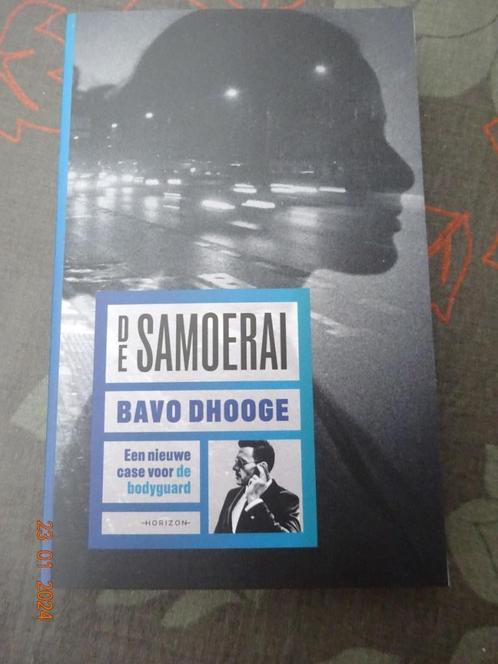 DE SAMOERAI
BAVO DHOOGE
Een nieuwe
case voor de
bodyguard
HORIZON
23 01 2024